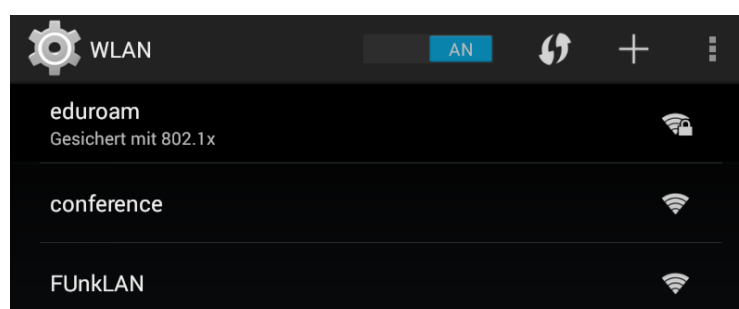 WLAN
AN
eduroam
Gesichert mit 802.1x
conference
FUnkLAN